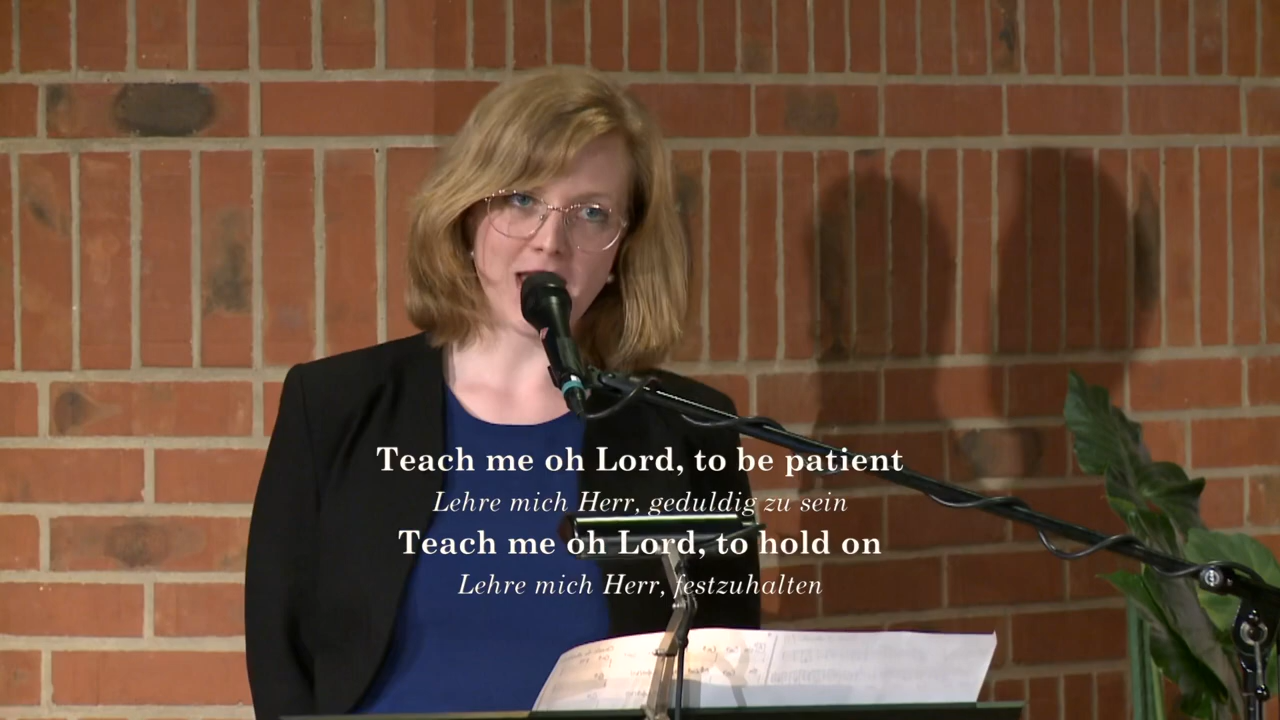 Teach me oh Lord, to be patient
Lehre mich Herr, geduldig zu sein
Teach me oh Lord, to hold on
Lehre mich Herr, festzuhalten